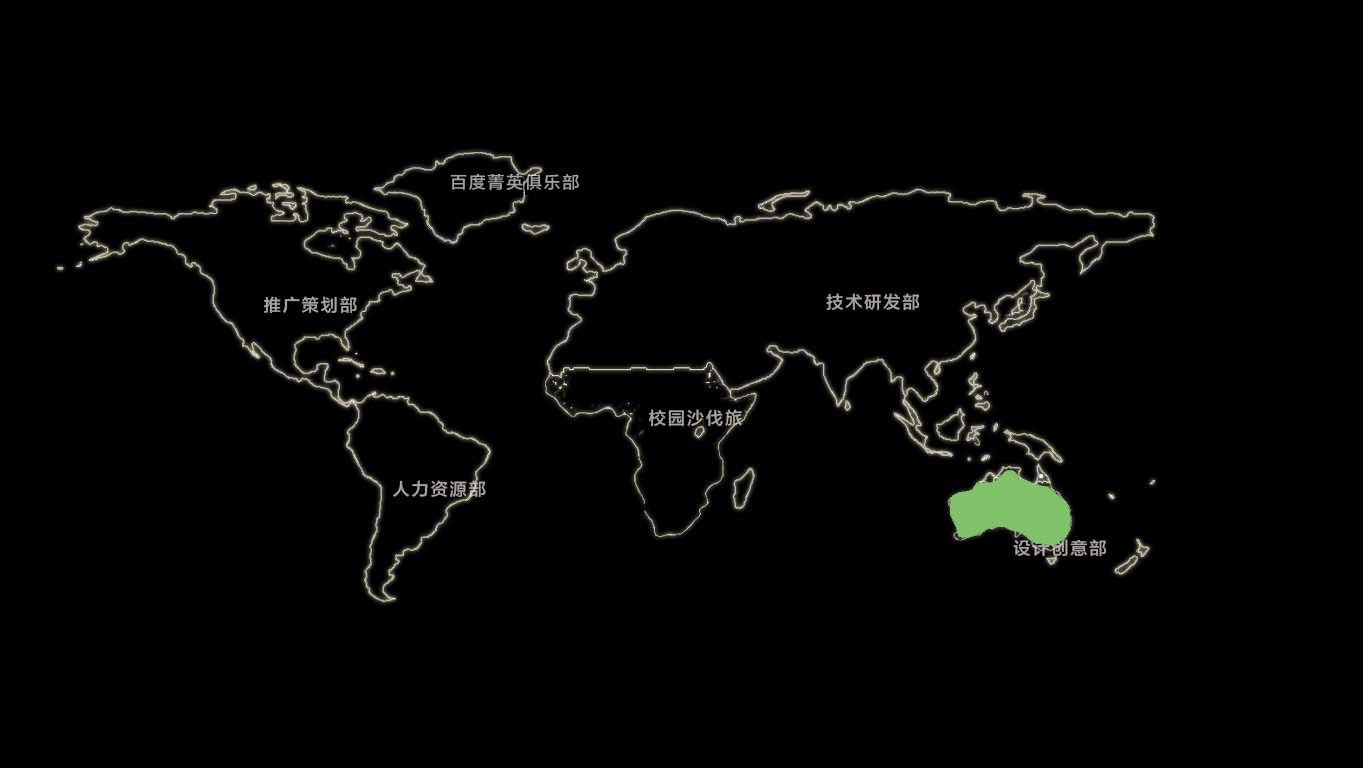 百度菁英俱乐部
推广策划部
技术研发部
校园沙伐旅
人力资源部
设计创意部